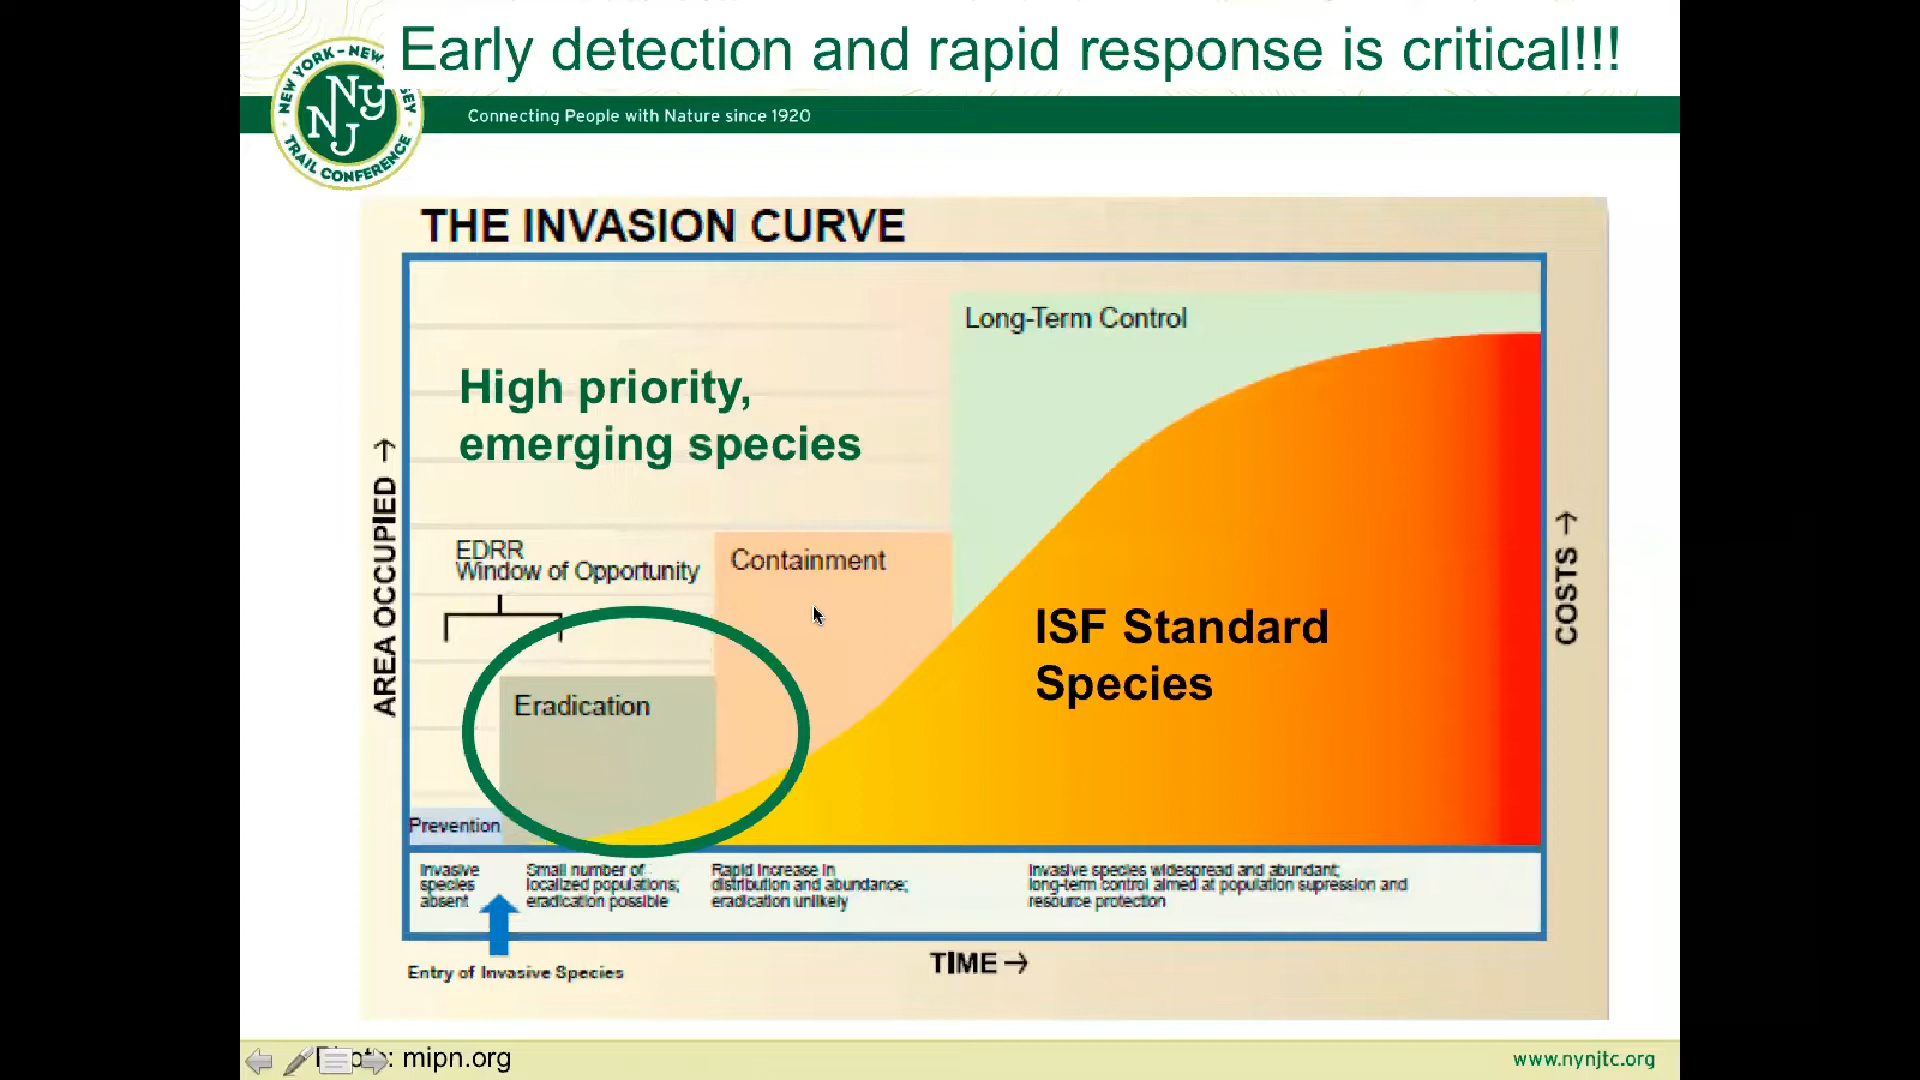 Early detection and rapid response is critical!!!
NEW YORK - NEW
SEY
TRAIL CONFERENCE
NY
NJ
Connecting People with Nature since 1920
THE INVASION CURVE
Long-Term Control
High priority,
emerging species
EDRR
Window of Opportunity
Containment
AREA OCCUPIED →
COSTS →
ISF Standard
Species
Eradication
Prevention
Invasive
species
absent
Small number of
localized populations;
eradication possible
Rapid increase in
distribution and abundance;
eradication unlikely
Invasive species widespread and abundant;
long-term control aimed at population supression and
resource protection
Entry of Invasive Species
TIME →
mipn.org
www.nynjtc.org